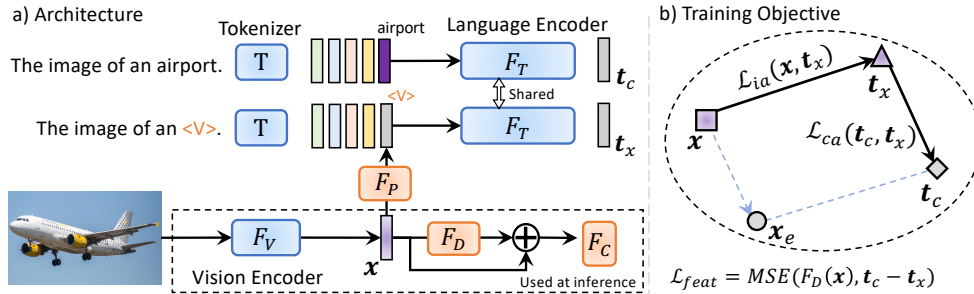 a) Architecture
Tokenizer
airport
Language Encoder
The image of an airport.
T
F_T
t_c
<V>
Shared
The image of an <V>.
T
F_T
t_x
F_P
F_V
x
F_D
F_C
Vision Encoder
Used at inference
b) Training Objective
ℒ_ia(x, t_x)
t_x
x
ℒ_ca(t_c, t_x)
t_c
x_e
ℒ_feat = MSE(F_D(x), t_c − t_x)